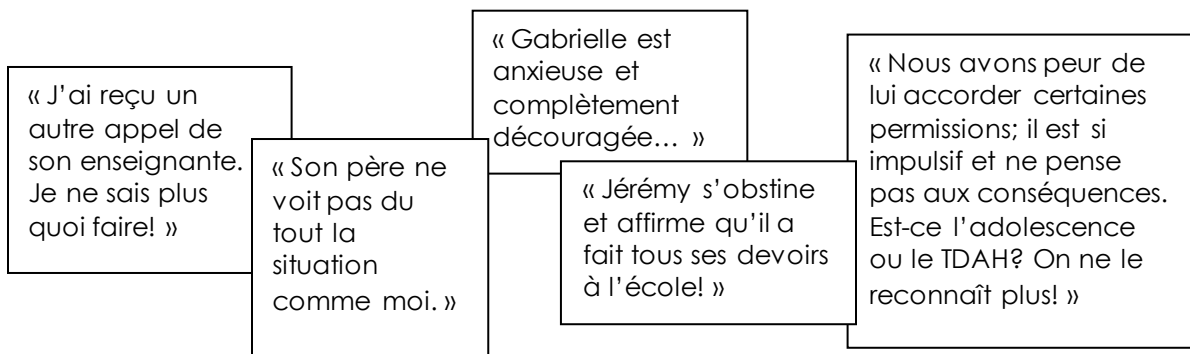 « J'ai reçu un
autre appel de
son enseignante.
Je ne sais plus
quoi faire! »
« Son père ne
voit pas du
tout la
situation
comme moi. »
« Gabrielle est
anxieuse et
complètement
découragée… »
« Jérémy s'obstine
et affirme qu'il a
fait tous ses devoirs
à l'école! »
« Nous avons peur de
lui accorder certaines
permissions; il est si
impulsif et ne pense
pas aux conséquences.
Est-ce l'adolescence
ou le TDAH? On ne le
reconnaît plus! »